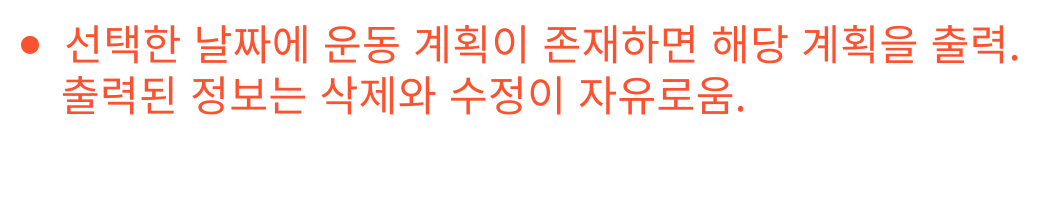 • 선택한 날짜에 운동 계획이 존재하면 해당 계획을 출력.
출력된 정보는 삭제와 수정이 자유로움.